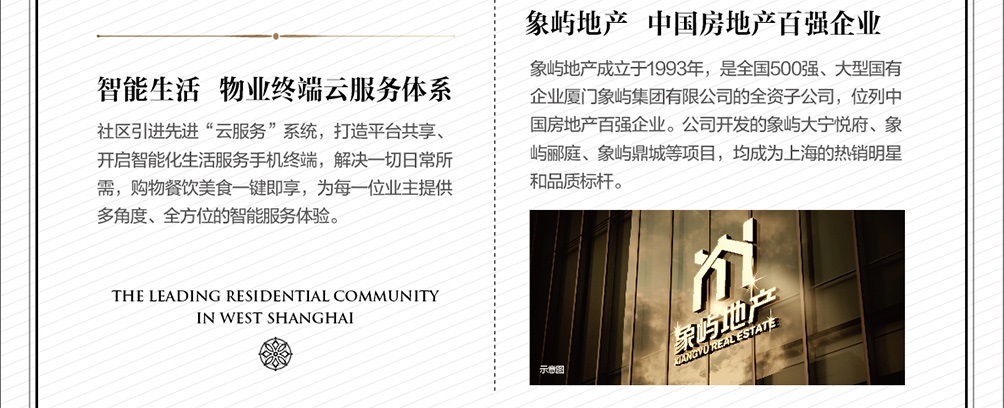 智能生活 物业终端云服务体系
社区引进先进“云服务”系统，打造平台共享、
开启智能化生活服务手机终端，解决一切日常所
需，购物餐饮美食一键即享，为每一位业主提供
多角度、全方位的智能服务体验。
THE LEADING RESIDENTIAL COMMUNITY
IN WEST SHANGHAI
象屿地产 中国房地产百强企业
象屿地产成立于1993年，是全国500强、大型国有
企业厦门象屿集团有限公司的全资子公司，位列中
国房地产百强企业。公司开发的象屿大宁悦府、象
屿郦庭、象屿鼎城等项目，均成为上海的热销明星
和品质标杆。
象屿地产
XIANGYU REAL ESTATE
示意图